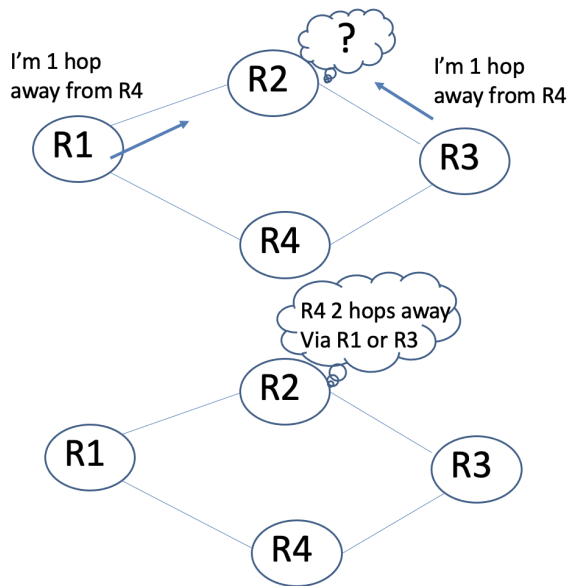 ?
I’m 1 hop
away from R4
R2
I’m 1 hop
away from R4
R1
R3
R4
R4 2 hops away
Via R1 or R3
R2
R1
R3
R4